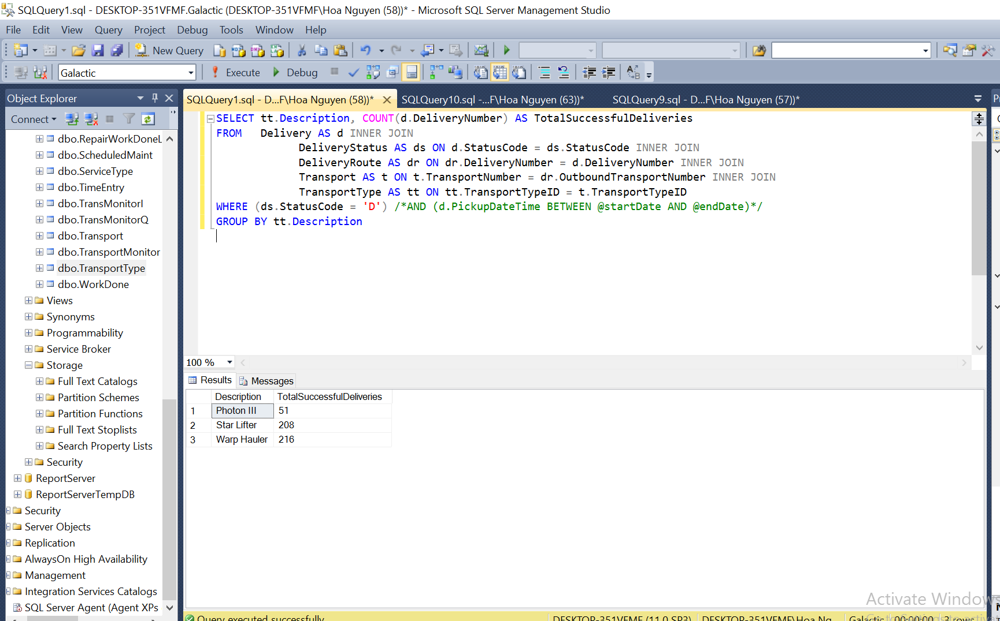 SQLQuery1.sql - DESKTOP-351VFMF.Galactic (DESKTOP-351VFMF\Hoa Nguyen (58))* - Microsoft SQL Server Management Studio
File Edit View Query Project Debug Tools Window Help
New Query
Galactic Execute Debug
Object Explorer
Connect
dbo.RepairWorkDoneL
dbo.ScheduledMaint
dbo.ServiceType
dbo.TimeEntry
dbo.TransMonitorI
dbo.TransMonitorQ
dbo.Transport
dbo.TransportMonitor
dbo.TransportType
dbo.WorkDone
Views
Synonyms
Programmability
Service Broker
Storage
Full Text Catalogs
Partition Schemes
Partition Functions
Full Text Stoplists
Search Property Lists
Security
ReportServer
ReportServerTempDB
Security
Server Objects
Replication
AlwaysOn High Availability
Management
Integration Services Catalogs
SQL Server Agent (Agent XPs
SQLQuery1.sql - D...F\Hoa Nguyen (58))* SQLQuery10.sql -...F\Hoa Nguyen (63))* SQLQuery9.sql - D...F\Hoa Nguyen (57))*
SELECT tt.Description, COUNT(d.DeliveryNumber) AS TotalSuccessfulDeliveries
FROM Delivery AS d INNER JOIN
DeliveryStatus AS ds ON d.StatusCode = ds.StatusCode INNER JOIN
DeliveryRoute AS dr ON dr.DeliveryNumber = d.DeliveryNumber INNER JOIN
Transport AS t ON t.TransportNumber = dr.OutboundTransportNumber INNER JOIN
TransportType AS tt ON tt.TransportTypeID = t.TransportTypeID
WHERE (ds.StatusCode = 'D') /*AND (d.PickupDateTime BETWEEN @startDate AND @endDate)*/
GROUP BY tt.Description
100 %
Results Messages
Description TotalSuccessfulDeliveries
1 Photon III 51
2 Star Lifter 208
3 Warp Hauler 216
Activate Windows
Query executed successfully DESKTOP-351VFMF (11.0 SP3) DESKTOP-351VFMF\Hoa Ng Galactic 00:00:00 3 rows